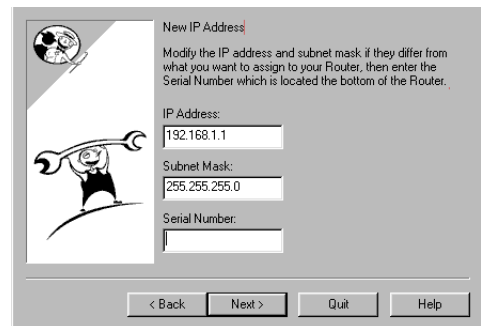 New IP Address
Modify the IP address and subnet mask if they differ from
what you want to assign to your Router, then enter the
Serial Number which is located the bottom of the Router.
IP Address:
192.168.1.1
Subnet Mask:
255.255.255.0
Serial Number:
< Back Next > Quit Help